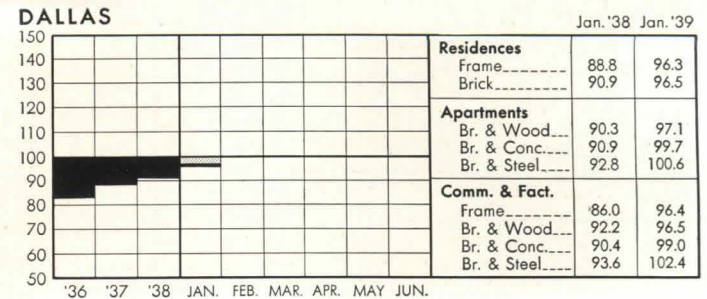 DALLAS
Jan. '38 Jan. '39
150
140
130
120
110
100
90
80
70
60
50
'36 '37 '38 JAN. FEB. MAR. APR. MAY JUN.
Residences
Frame 88.8 96.3
Brick 90.9 96.5
Apartments
Br. & Wood 90.3 97.1
Br. & Conc. 90.9 99.7
Br. & Steel 92.8 100.6
Comm. & Fact.
Frame 86.0 96.4
Br. & Wood 92.2 96.5
Br. & Conc. 90.4 99.0
Br. & Steel 93.6 102.4